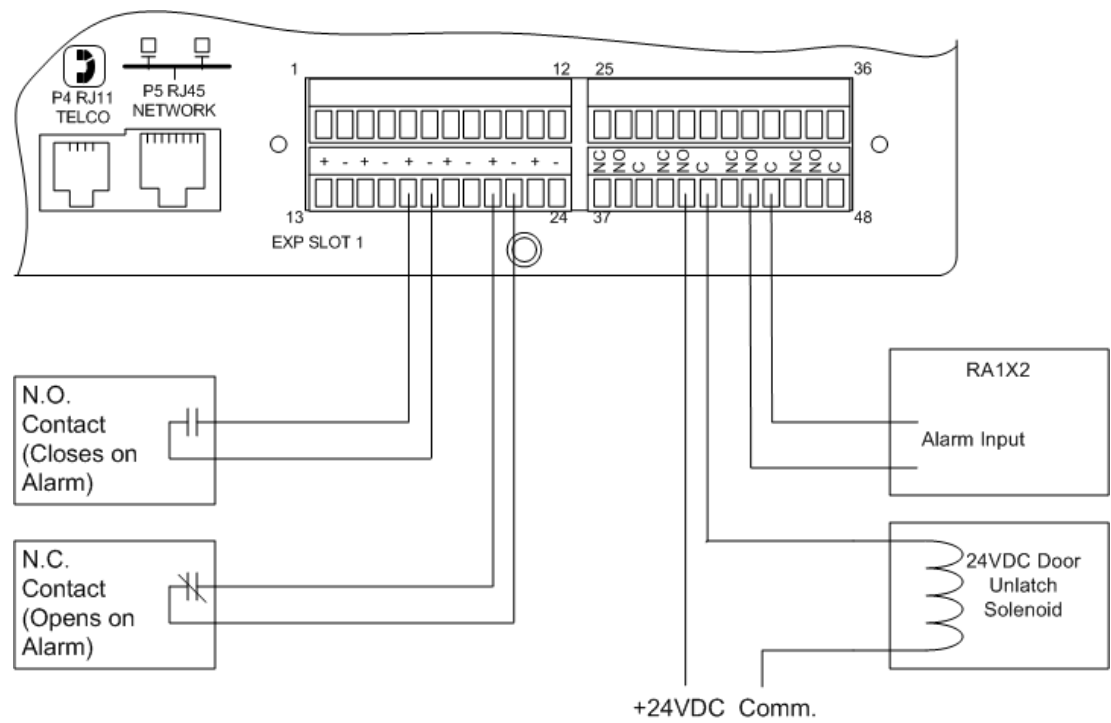 P4 RJ11
TELCO
P5 RJ45
NETWORK
1 12 25 36
+ - + - + - + - + - + -
NC NO C NC NO C NC NO C NC NO C
13 24 37 48
EXP SLOT 1
N.O.
Contact
(Closes on
Alarm)
N.C.
Contact
(Opens on
Alarm)
RA1X2
Alarm Input
24VDC Door
Unlatch
Solenoid
+24VDC Comm.